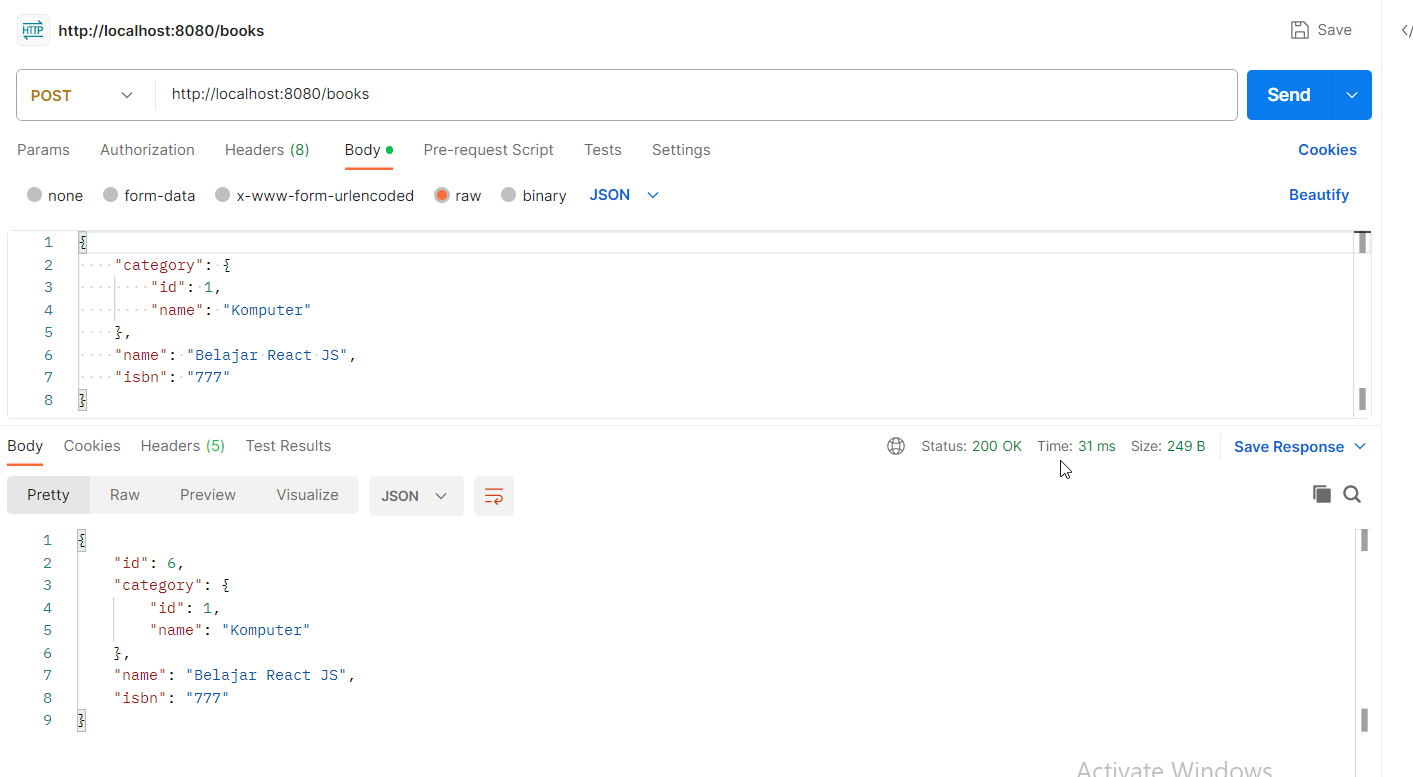 HTTP http://localhost:8080/books Save </
POST http://localhost:8080/books Send
Params Authorization Headers (8) Body Pre-request Script Tests Settings Cookies
none form-data x-www-form-urlencoded raw binary JSON Beautify
1 {
2 "category": {
3 "id": 1,
4 "name": "Komputer"
5 },
6 "name": "Belajar React JS",
7 "isbn": "777"
8 }
Body Cookies Headers (5) Test Results Status: 200 OK Time: 31 ms Size: 249 B Save Response
Pretty Raw Preview Visualize JSON
1 {
2 "id": 6,
3 "category": {
4 "id": 1,
5 "name": "Komputer"
6 },
7 "name": "Belajar React JS",
8 "isbn": "777"
9 }
Activate Windows